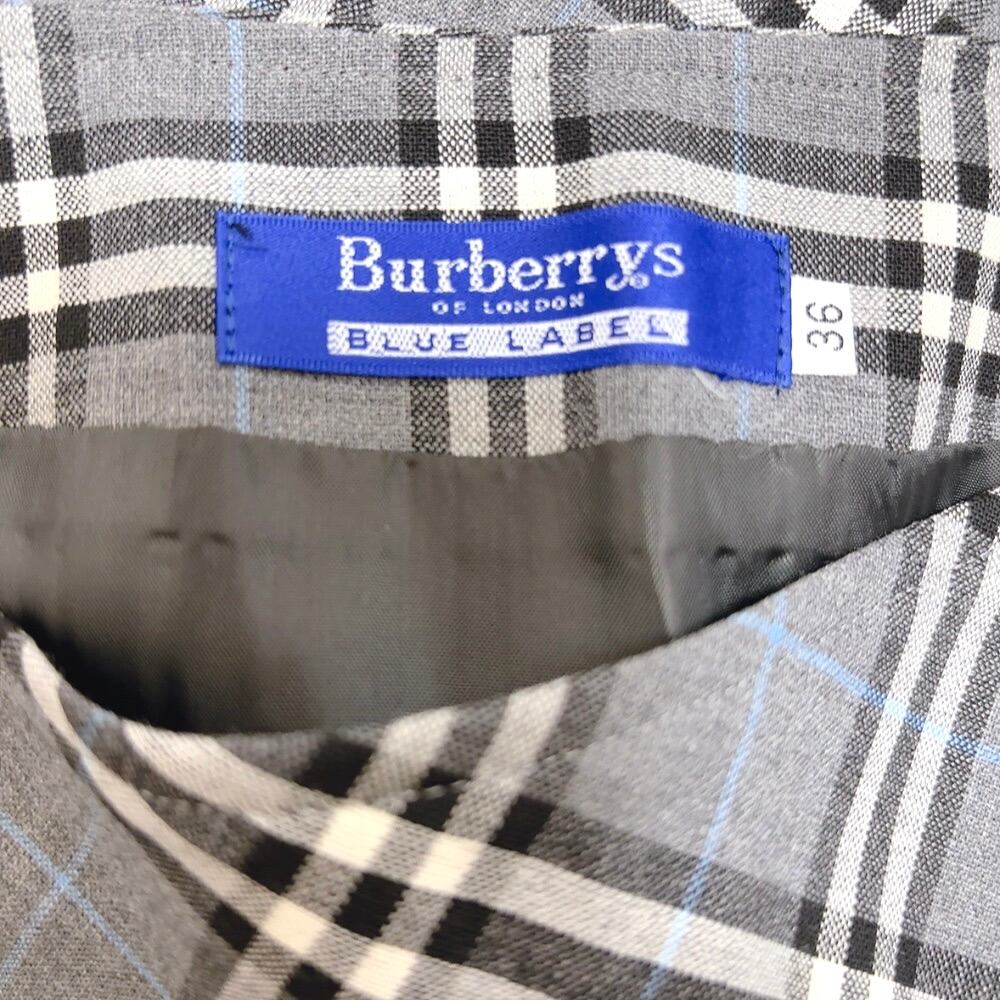 Burberrys
OF LONDON
BLUE LABEL
36